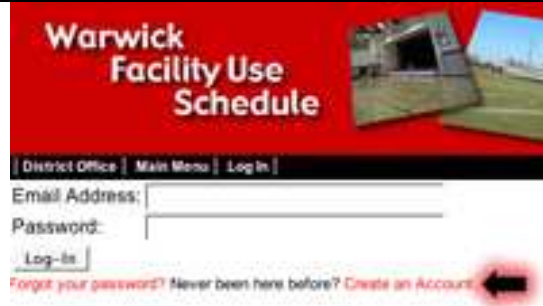 Warwick
Facility Use
Schedule
| District Office | Main Menu | Log In |
Email Address:
Password:
Log-In
Forgot your password? Never been here before? Create an Account.